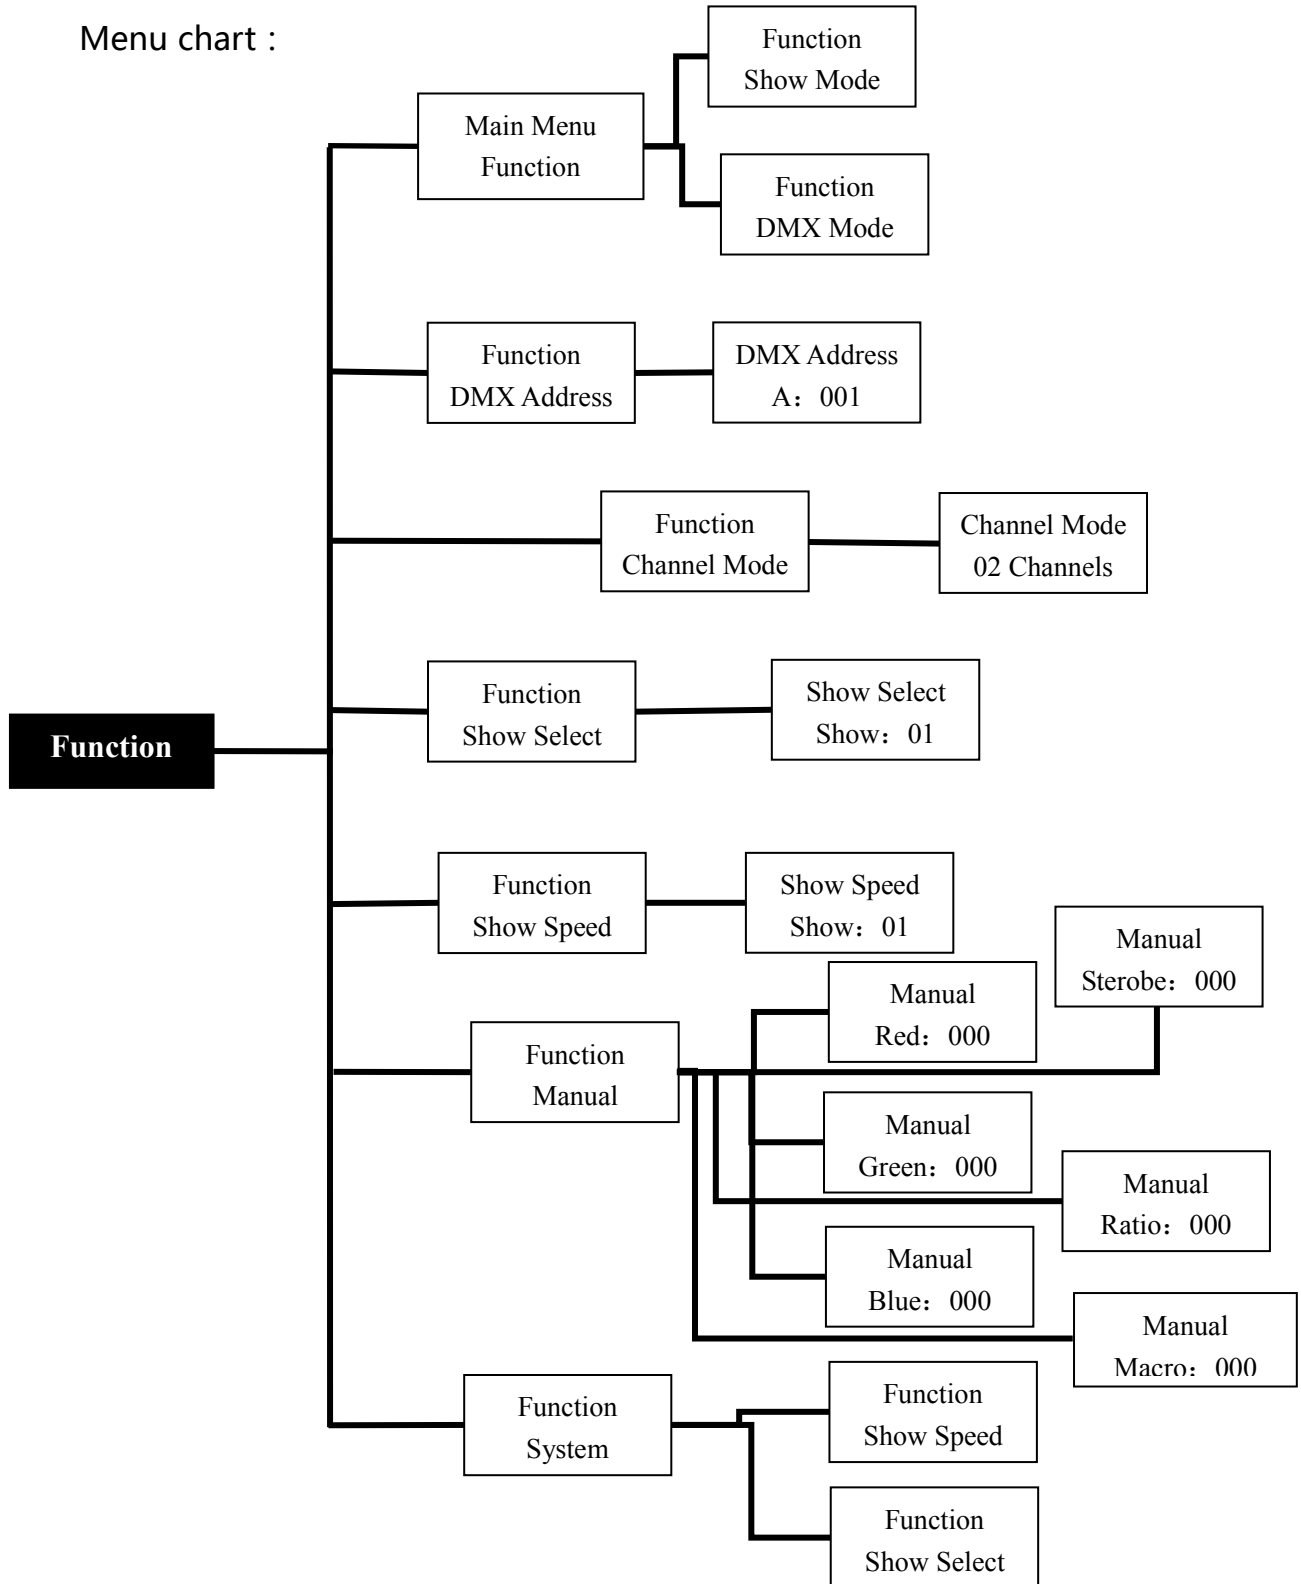 Menu chart :
Function
Show Mode
Main Menu
Function
Function
DMX Mode
Function
DMX Address
DMX Address
A：001
Function
Channel Mode
Channel Mode
02 Channels
Function
Show Select
Show Select
Show：01
Function
Function
Show Speed
Show Speed
Show：01
Manual
Sterobe：000
Manual
Red：000
Function
Manual
Manual
Green：000
Manual
Ratio：000
Manual
Blue：000
Manual
Macro：000
Function
System
Function
Show Speed
Function
Show Select